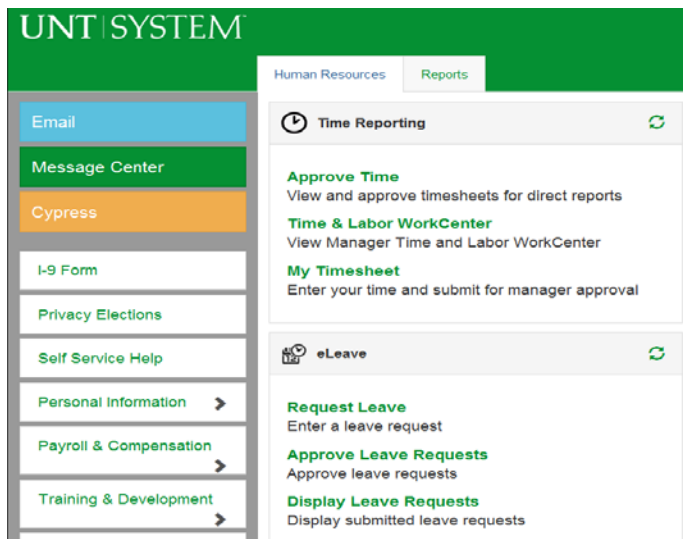 UNT|SYSTEM
Human Resources
Reports
Email
Message Center
Cypress
I-9 Form
Privacy Elections
Self Service Help
Personal Information
Payroll & Compensation
Training & Development
Time Reporting
Approve Time
View and approve timesheets for direct reports
Time & Labor WorkCenter
View Manager Time and Labor WorkCenter
My Timesheet
Enter your time and submit for manager approval
eLeave
Request Leave
Enter a leave request
Approve Leave Requests
Approve leave requests
Display Leave Requests
Display submitted leave requests